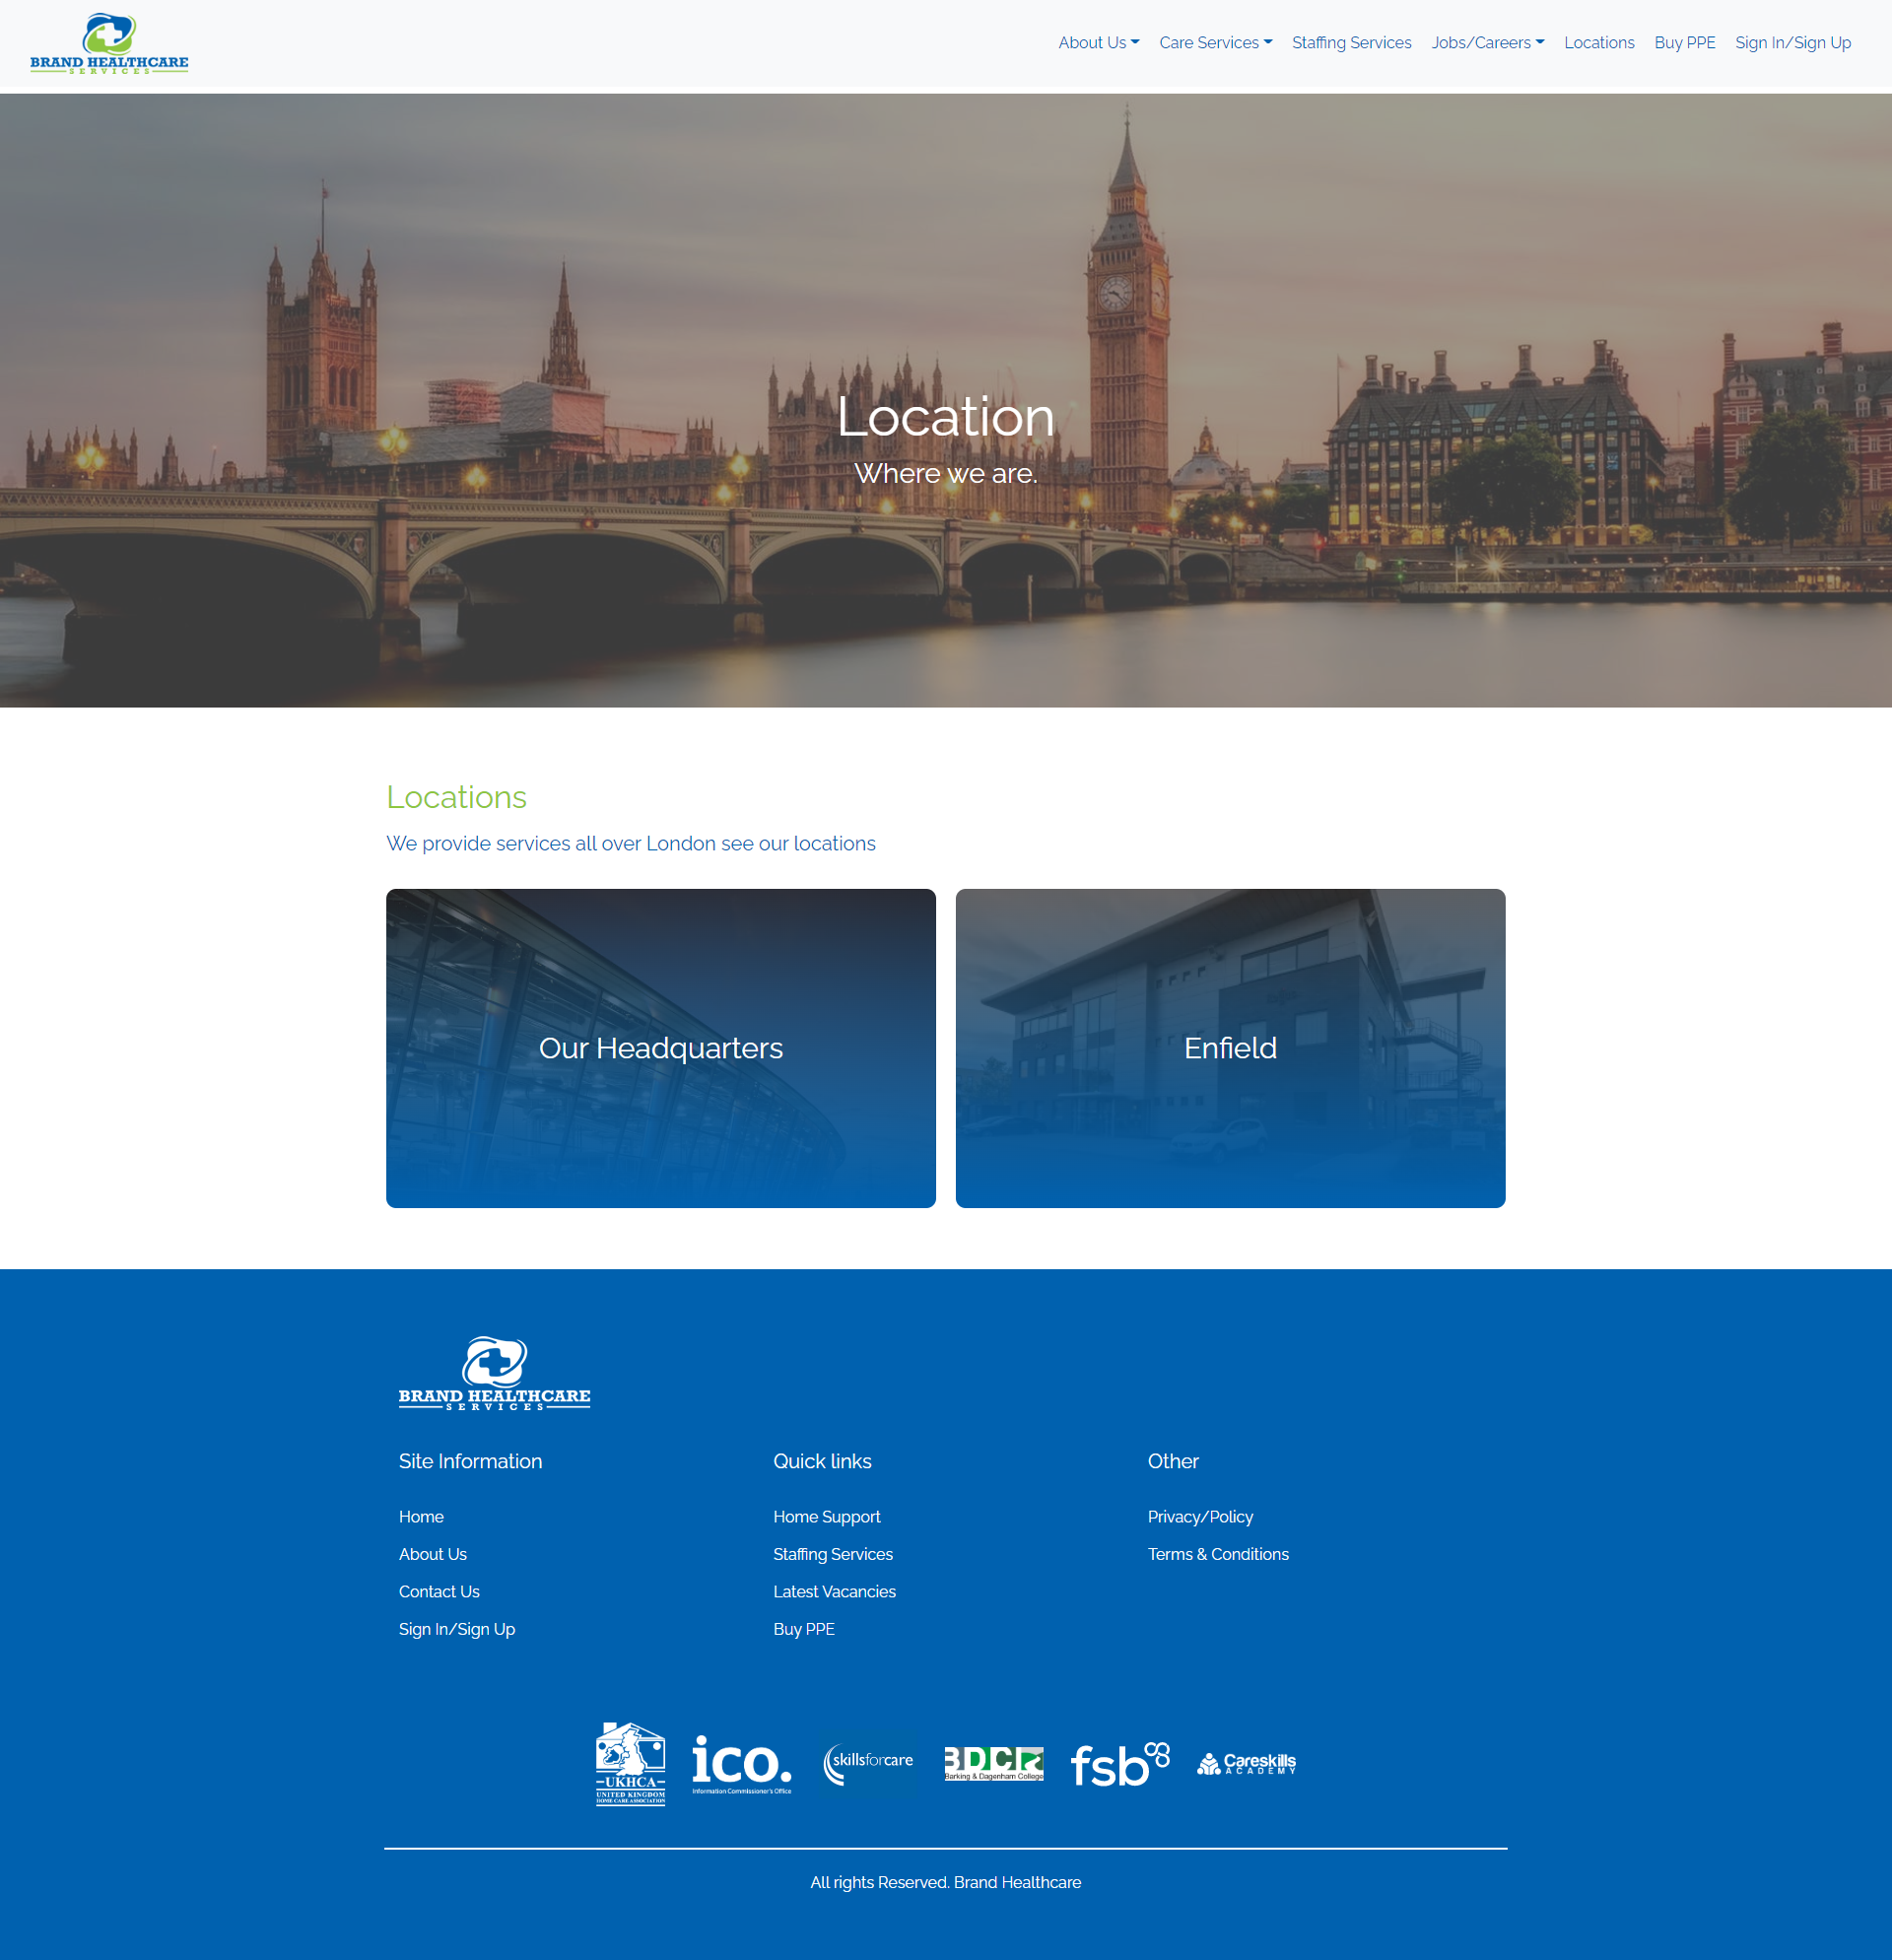 BRAND HEALTHCARE
SERVICES
About Us Care Services Staffing Services Jobs/Careers Locations Buy PPE Sign In/Sign Up
Location
Where we are.
Locations
We provide services all over London see our locations
Our Headquarters Enfield
BRAND HEALTHCARE
SERVICES
Site Information
Home
About Us
Contact Us
Sign In/Sign Up
Quick links
Home Support
Staffing Services
Latest Vacancies
Buy PPE
Other
Privacy/Policy
Terms & Conditions
UKHCA
UNITED KINGDOM
HOME CARE ASSOCIATION
ico.
Information Commissioner's Office
skillsforcare
BDC
Barking & Dagenham College
fsb
Careskills
ACADEMY
All rights Reserved. Brand Healthcare